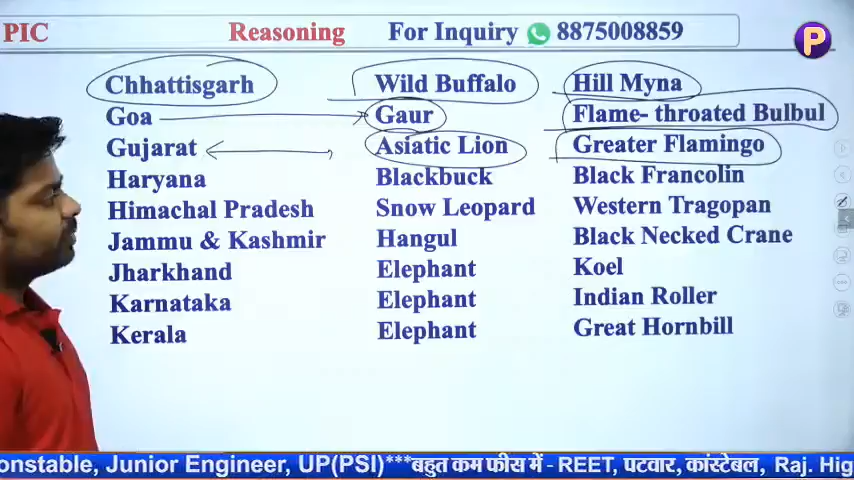 PIC Reasoning For Inquiry 8875008859
P
Chhattisgarh Wild Buffalo Hill Myna
Goa Gaur Flame- throated Bulbul
Gujarat Asiatic Lion Greater Flamingo
Haryana Blackbuck Black Francolin
Himachal Pradesh Snow Leopard Western Tragopan
Jammu & Kashmir Hangul Black Necked Crane
Jharkhand Elephant Koel
Karnataka Elephant Indian Roller
Kerala Elephant Great Hornbill
onstable, Junior Engineer, UP(PSI)***बहुत कम फीस में - REET, पटवार, कांस्टेबल, Raj. Hig